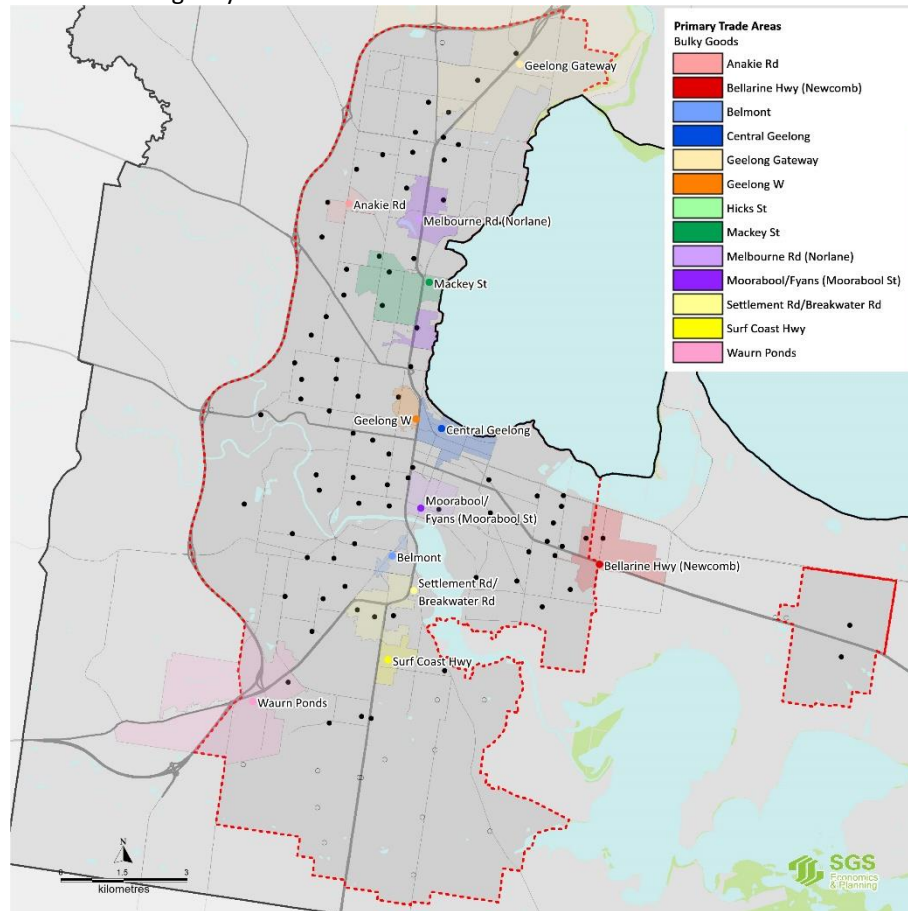 Primary Trade Areas
Bulky Goods
Anakie Rd
Bellarine Hwy (Newcomb)
Belmont
Central Geelong
Geelong Gateway
Geelong W
Hicks St
Mackey St
Melbourne Rd (Norlane)
Moorabool/Fyans (Moorabool St)
Settlement Rd/Breakwater Rd
Surf Coast Hwy
Waurn Ponds
Geelong Gateway
Anakie Rd
Melbourne Rd (Norlane)
Mackey St
Geelong W
Central Geelong
Moorabool/
Fyans (Moorabool St)
Belmont
Bellarine Hwy (Newcomb)
Settlement Rd/
Breakwater Rd
Surf Coast Hwy
Waurn Ponds
N
0 1.5 3
kilometres
SGS
Economics
& Planning